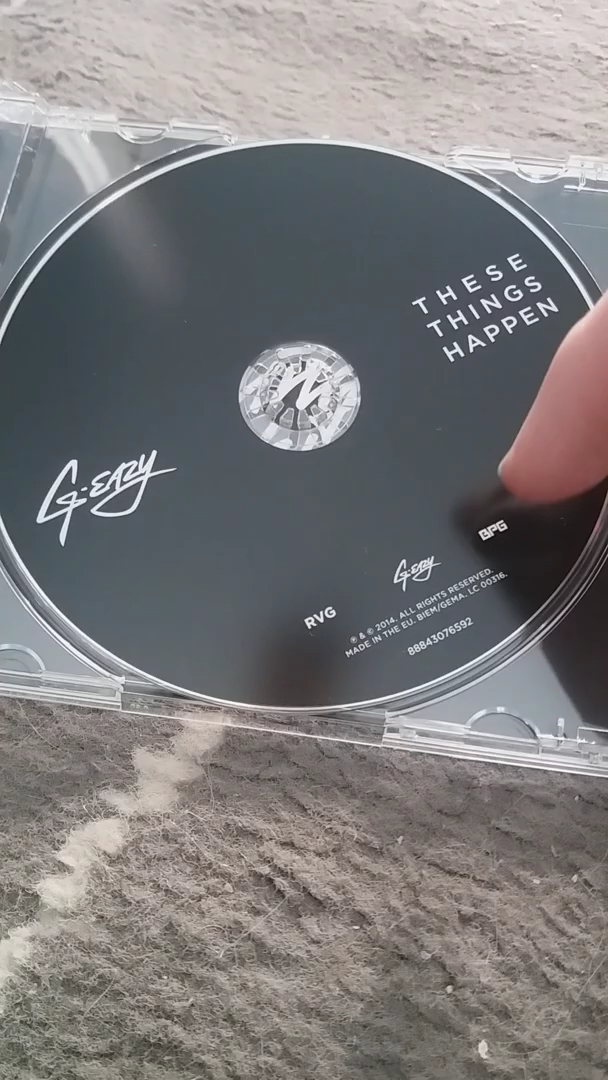 THESE
THINGS
HAPPEN
G-EAZY
BPG
G-EAZY
RVG
℗ & © 2014. ALL RIGHTS RESERVED.
MADE IN THE EU. BIEM/GEMA. LC 00316.
88843076592